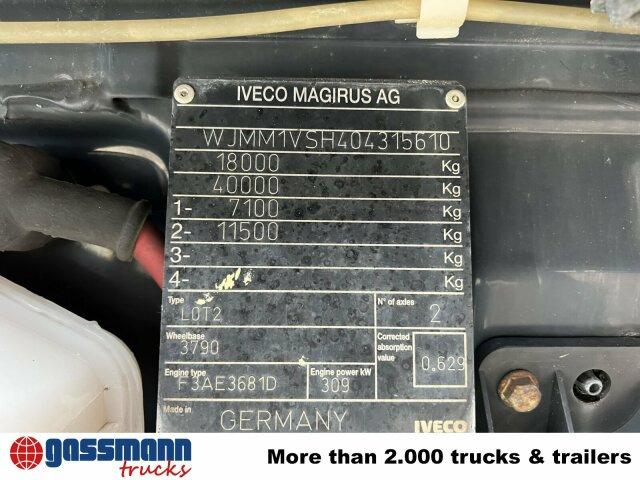 IVECO MAGIRUS AG
WJMM1VSH404315610
18000 Kg
40000 Kg
1- 7100 Kg
2- 11500 Kg
3- Kg
4- Kg
Type N° of axles
LOT2 2
Wheelbase Corrected absorption value
3790 0.629
Engine type Engine power kW
F3AE3681D 309
Made in
GERMANY IVECO
gassmann trucks
More than 2.000 trucks & trailers